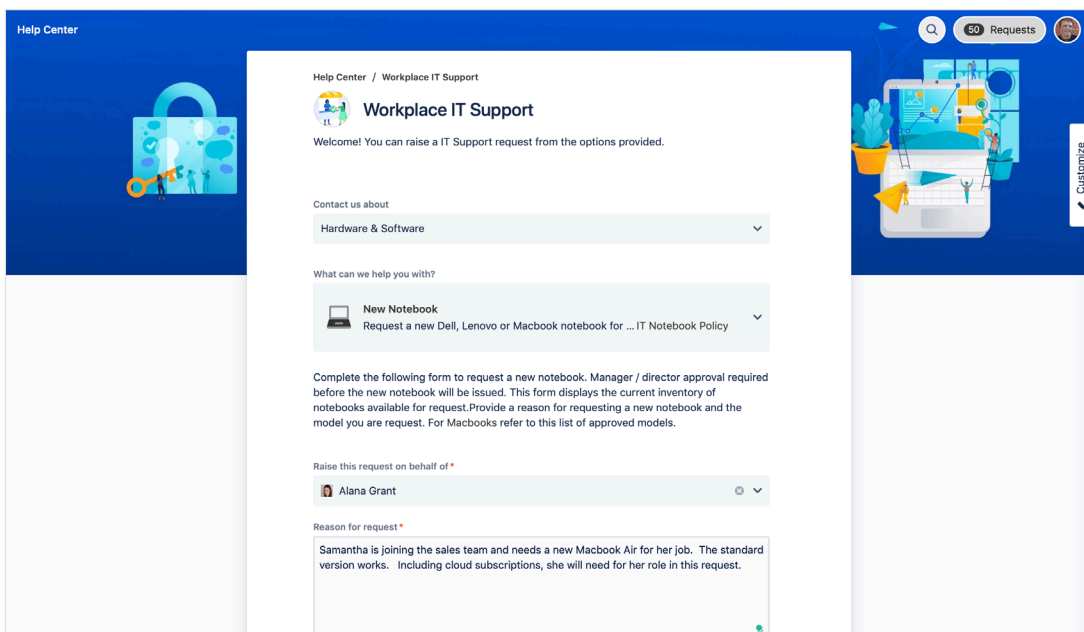 Help Center
50 Requests
Customize
Help Center / Workplace IT Support
Workplace IT Support
Welcome! You can raise a IT Support request from the options provided.
Contact us about
Hardware & Software
What can we help you with?
New Notebook
Request a new Dell, Lenovo or Macbook notebook for ... IT Notebook Policy
Complete the following form to request a new notebook. Manager / director approval required
before the new notebook will be issued. This form displays the current inventory of
notebooks available for request.Provide a reason for requesting a new notebook and the
model you are request. For Macbooks refer to this list of approved models.
Raise this request on behalf of *
Alana Grant
Reason for request *
Samantha is joining the sales team and needs a new Macbook Air for her job.  The standard
version works.   Including cloud subscriptions, she will need for her role in this request.